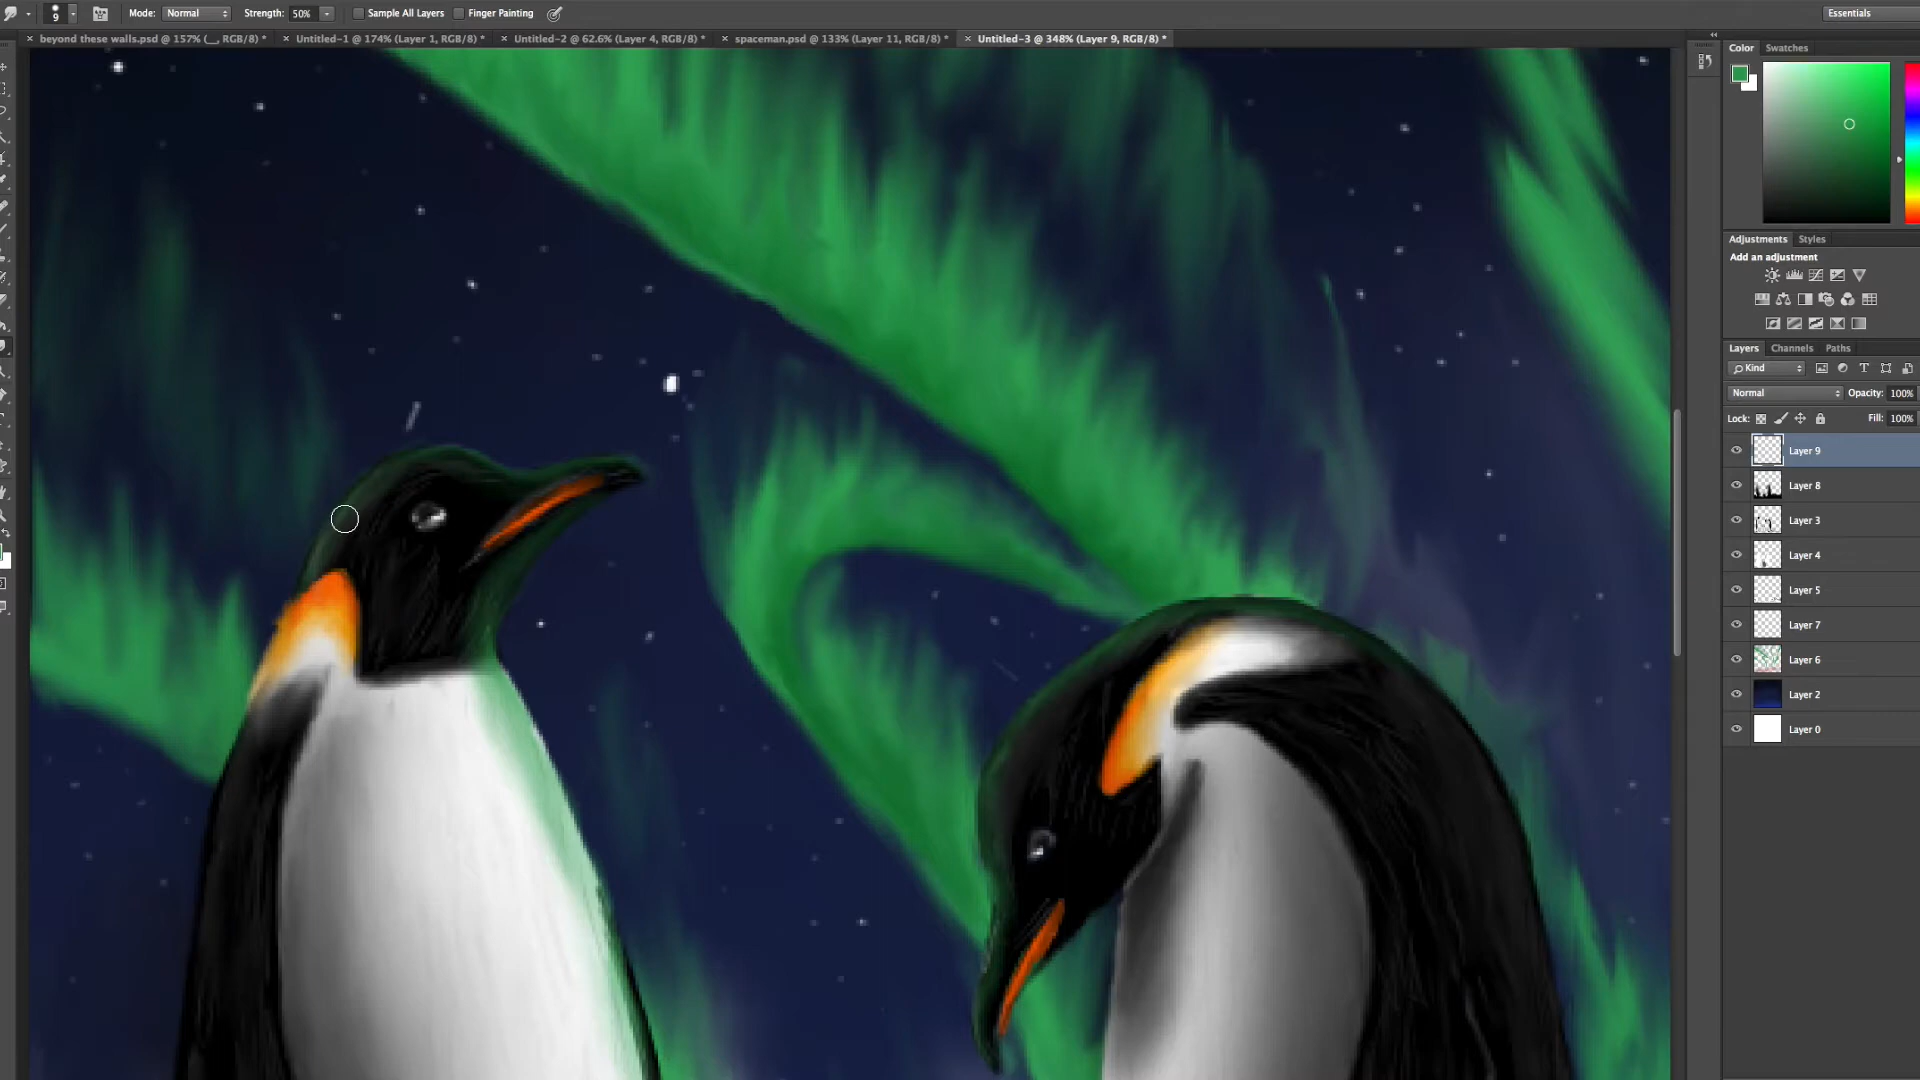 9 Mode: Normal Strength: 50% Sample All Layers Finger Painting Essentials
× beyond these walls.psd @ 157% (__, RGB/8) * × Untitled-1 @ 174% (Layer 1, RGB/8) * × Untitled-2 @ 62.6% (Layer 4, RGB/8) * × spaceman.psd @ 133% (Layer 11, RGB/8) * × Untitled-3 @ 348% (Layer 9, RGB/8) *
Color Swatches
Adjustments Styles
Add an adjustment
Layers Channels Paths
Kind
Normal Opacity: 100%
Lock: Fill: 100%
Layer 9
Layer 8
Layer 3
Layer 4
Layer 5
Layer 7
Layer 6
Layer 2
Layer 0